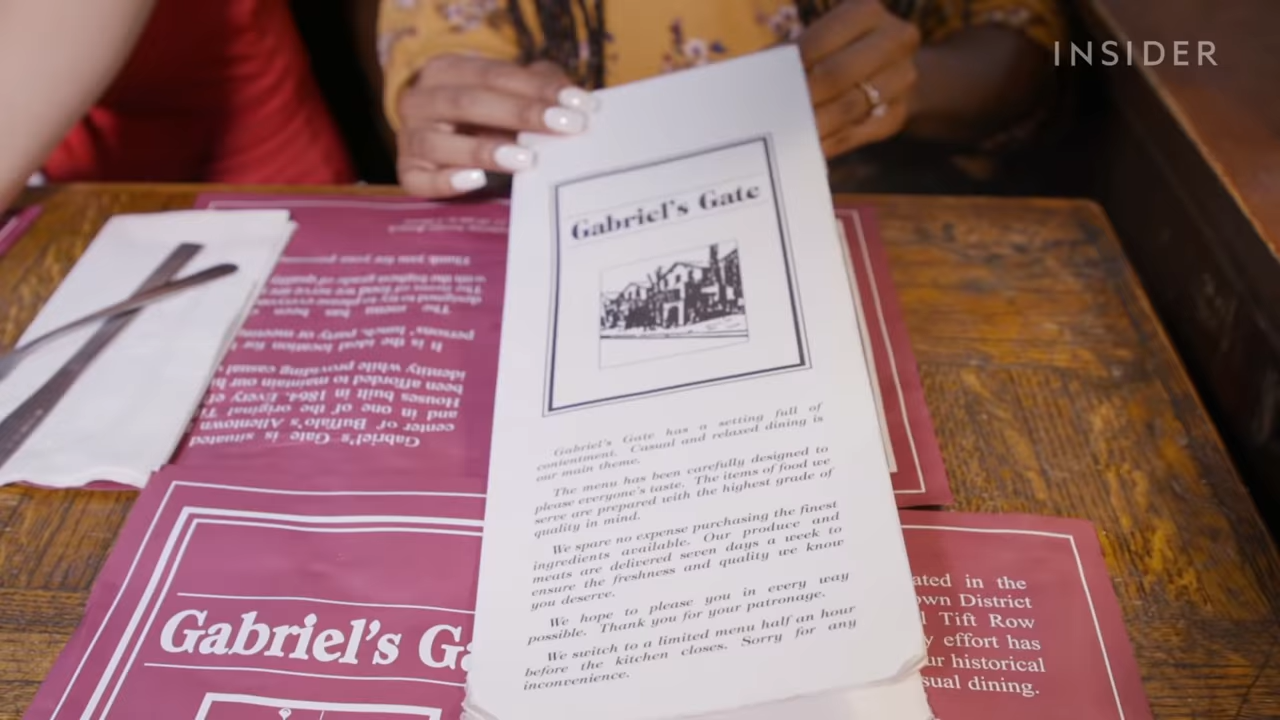 INSIDER
Gabriel's Gate
Gabriel's Gate has a setting full of
contentment. Casual and relaxed dining is
our main theme.
The menu has been carefully designed to
please everyone's taste. The items of food we
serve are prepared with the highest grade of
quality in mind.
We spare no expense purchasing the finest
ingredients available. Our produce and
meats are delivered seven days a week to
ensure the freshness and quality we know
you deserve.
We hope to please you in every way
possible. Thank you for your patronage.
We switch to a limited menu half an hour
before the kitchen closes. Sorry for any
inconvenience.
Gabriel's Gate is situated
center of Buffalo's Allentown
and in one of the original
Houses built in 1864. Every
been afforded to maintain our
identity while providing casual
It is the ideal location for
persons' lunch, party or
The menu has been
designed to try to please everyone
The items of food we serve are
with the highest grade of quality
Thank you for your
Gabriel's
ated in the
own District
Tift Row
effort has
ur historical
sual dining.